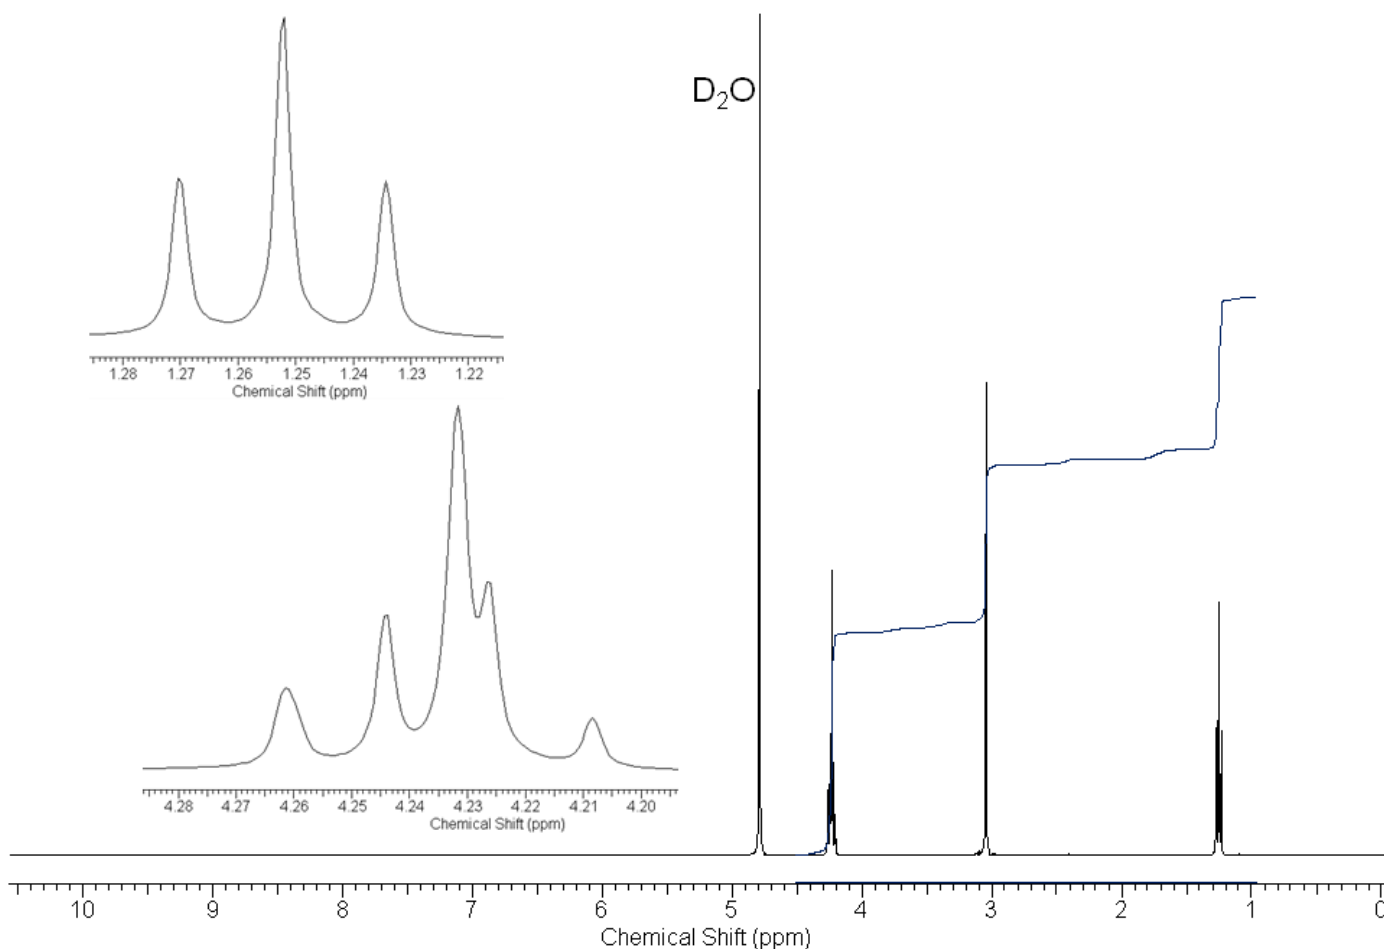 D₂O
1.28 1.27 1.26 1.25 1.24 1.23 1.22
Chemical Shift (ppm)
4.28 4.27 4.26 4.25 4.24 4.23 4.22 4.21 4.20
Chemical Shift (ppm)
10 9 8 7 6 5 4 3 2 1 0
Chemical Shift (ppm)